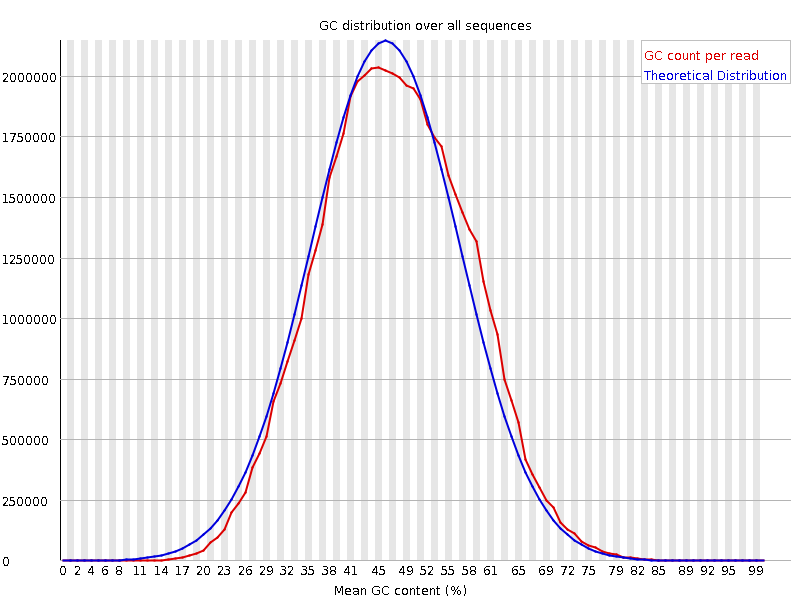 GC distribution over all sequences
GC count per read
Theoretical Distribution
2000000
1750000
1500000
1250000
1000000
750000
500000
250000
0
0 2 4 6 8 11 14 17 20 23 26 29 32 35 38 41 45 49 52 55 58 61 65 69 72 75 79 82 85 89 92 95 99
Mean GC content (%)